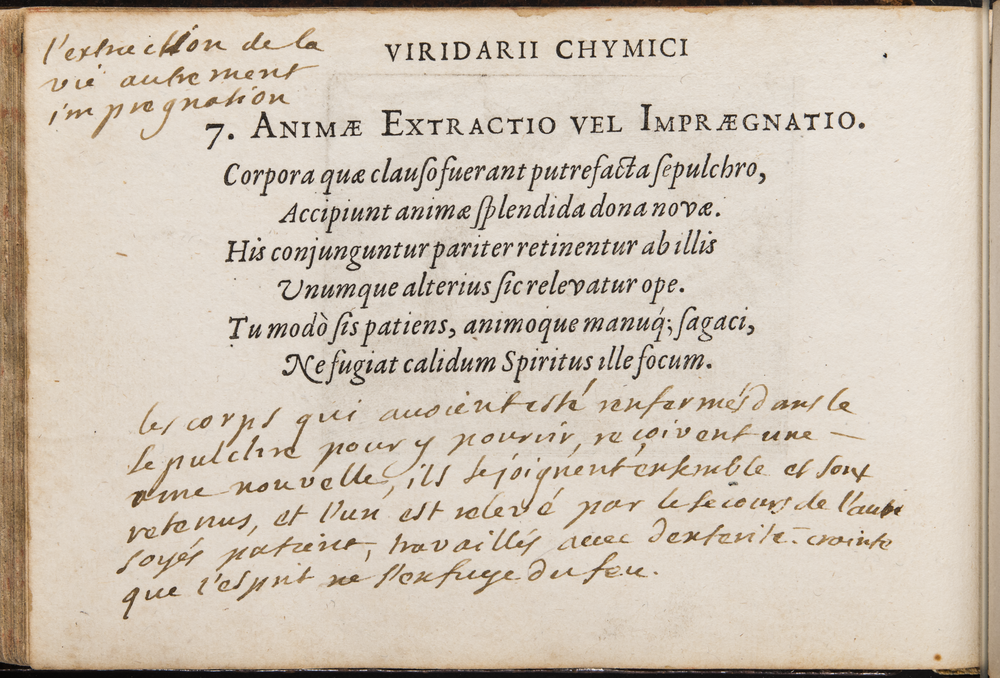 l'extraction de la
vie autrement
impregnation
VIRIDARII CHYMICI
7. ANIMÆ EXTRACTIO VEL IMPRÆGNATIO.
Corpora quæ clauſo fuerant putrefacta ſepulchro,
Accipiunt animæ ſplendida dona novæ.
His conjunguntur pariter retinentur ab illis
Unumque alterius ſic relevatur ope.
Tu modò ſis patiens, animoque manuq́; ſagaci,
Ne fugiat calidum Spiritus ille focum.
les corps qui avoient esté renfermés dans le
sepulchre pour y pourrir, reçoivent une —
ame nouvelle, ils se joignent ensemble et sont
retenus, et l'un est relevé par le secours de l'autre
soyés patient, travaillés avec dexterité. crainte
que l'esprit ne s'enfuye du feu.